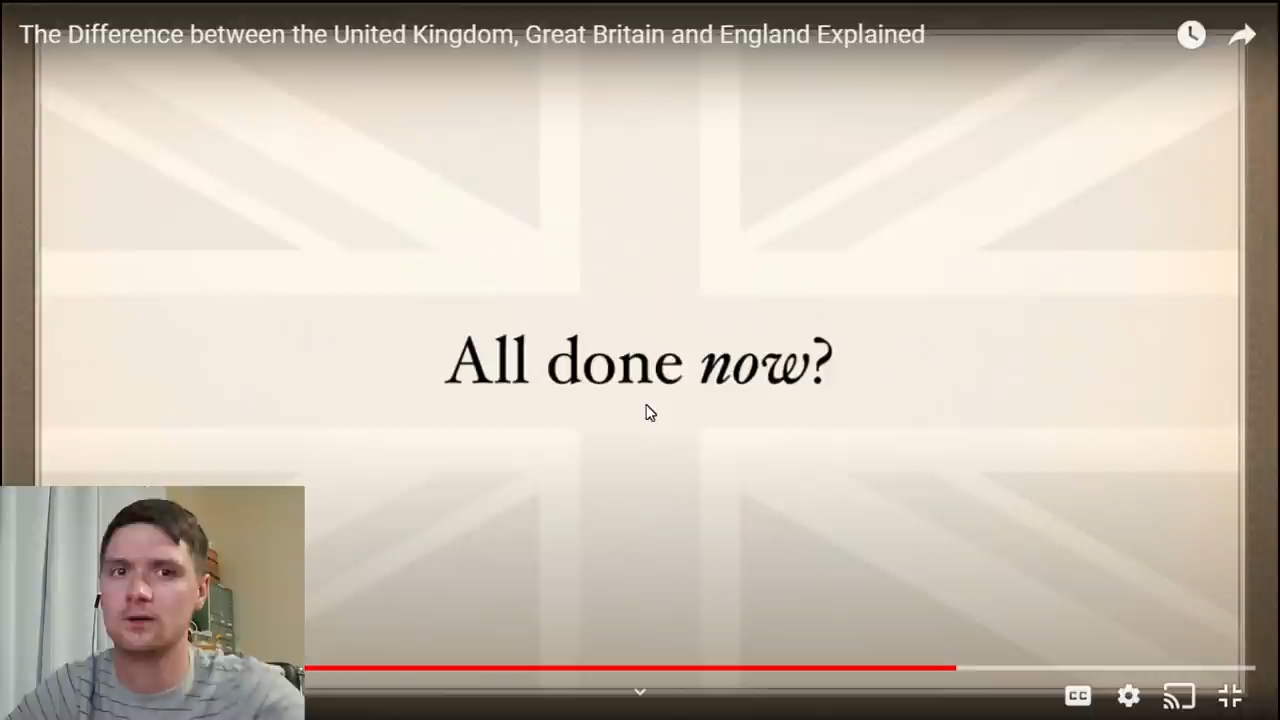 The Difference between the United Kingdom, Great Britain and England Explained
All done now?
CC